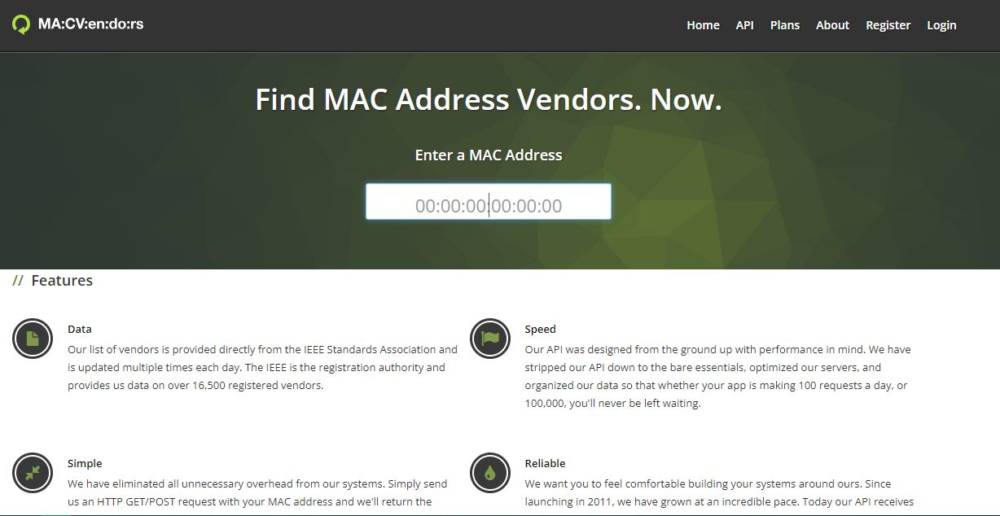 MA:CV:en:do:rs
Home API Plans About Register Login
Find MAC Address Vendors. Now.
Enter a MAC Address
00:00:00:00:00:00
// Features
Data
Our list of vendors is provided directly from the IEEE Standards Association and
is updated multiple times each day. The IEEE is the registration authority and
provides us data on over 16,500 registered vendors.
Speed
Our API was designed from the ground up with performance in mind. We have
stripped our API down to the bare essentials, optimized our servers, and
organized our data so that whether your app is making 100 requests a day, or
100,000, you'll never be left waiting.
Simple
We have eliminated all unnecessary overhead from our systems. Simply send
us an HTTP GET/POST request with your MAC address and we'll return the
Reliable
We want you to feel comfortable building your systems around ours. Since
launching in 2011, we have grown at an incredible pace. Today our API receives